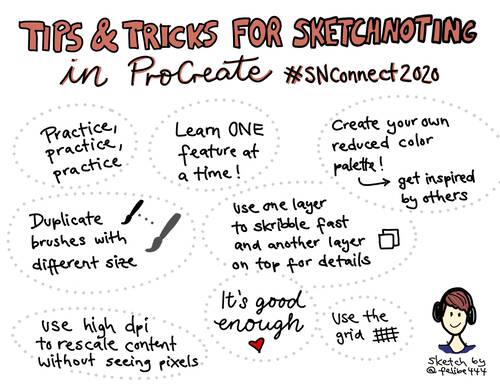 TIPS & TRICKS FOR SKETCHNOTING
in ProCreate #SNConnect2020
Practice,
practice,
practice
Learn ONE
feature at
a time!
Create your own
reduced color
palette!
get inspired
by others
Duplicate
brushes with
different size
use one layer
to skribble fast
and another layer
on top for details
use high dpi
to rescale content
without seeing pixels
It's good
enough
Use the
grid
Sketch by
@felibe444